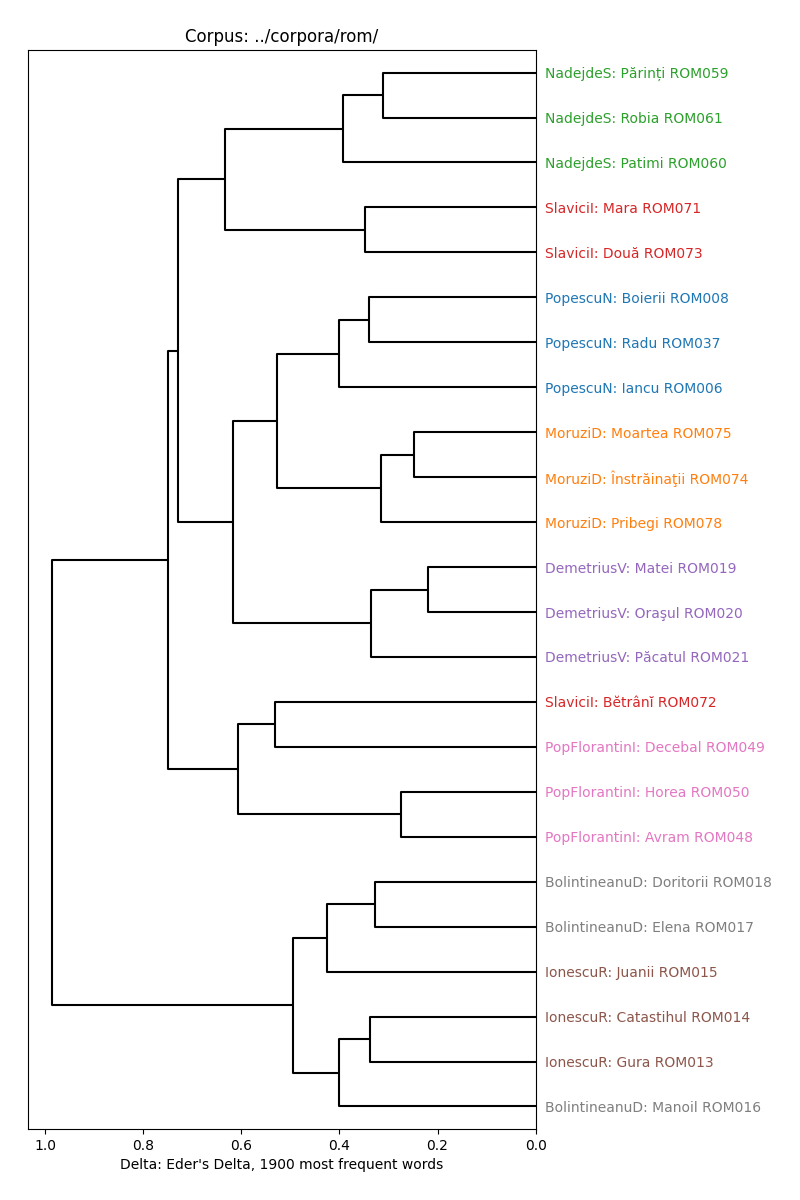 Corpus: ../corpora/rom/
NadejdeS: Părinți ROM059
NadejdeS: Robia ROM061
NadejdeS: Patimi ROM060
SlaviciI: Mara ROM071
SlaviciI: Două ROM073
PopescuN: Boierii ROM008
PopescuN: Radu ROM037
PopescuN: Iancu ROM006
MoruziD: Moartea ROM075
MoruziD: Înstrăinaţii ROM074
MoruziD: Pribegi ROM078
DemetriusV: Matei ROM019
DemetriusV: Oraşul ROM020
DemetriusV: Păcatul ROM021
SlaviciI: Bĕtrânĭ ROM072
PopFlorantinI: Decebal ROM049
PopFlorantinI: Horea ROM050
PopFlorantinI: Avram ROM048
BolintineanuD: Doritorii ROM018
BolintineanuD: Elena ROM017
IonescuR: Juanii ROM015
IonescuR: Catastihul ROM014
IonescuR: Gura ROM013
BolintineanuD: Manoil ROM016
1.0 0.8 0.6 0.4 0.2 0.0
Delta: Eder's Delta, 1900 most frequent words